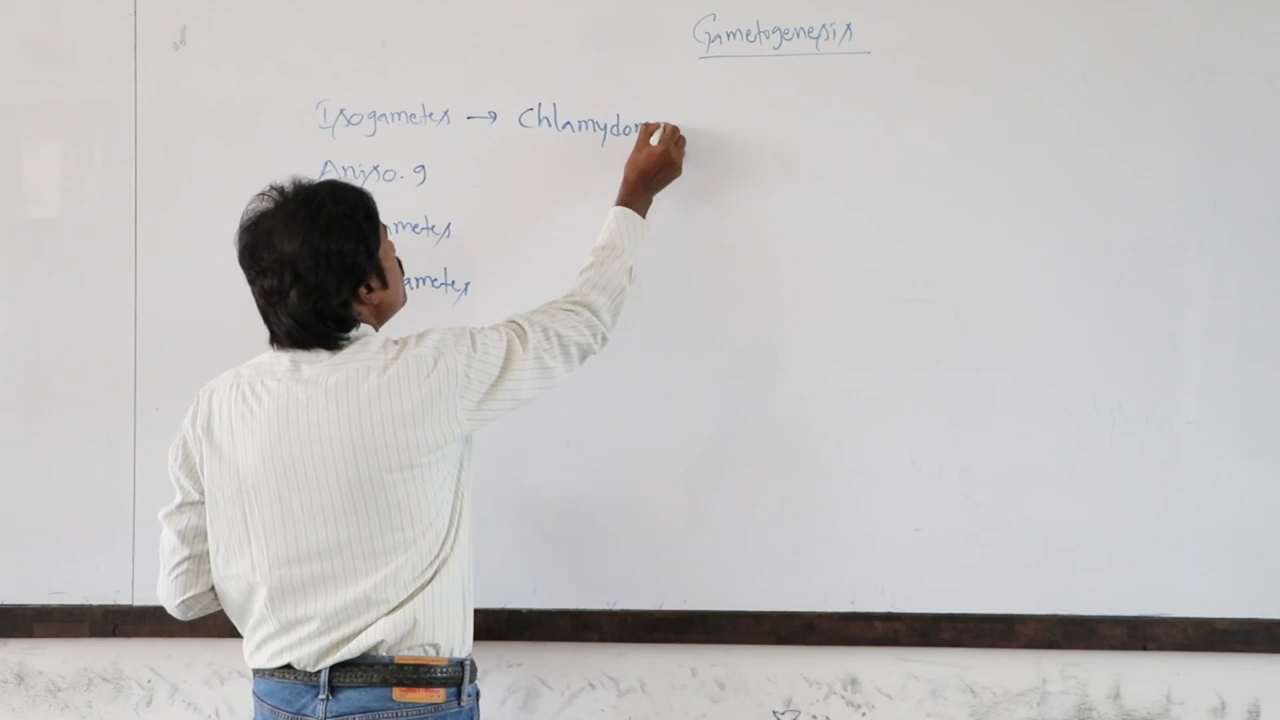 Gametogenesis
Isogametes → Chlamydom
Aniso.g
metes
ametes